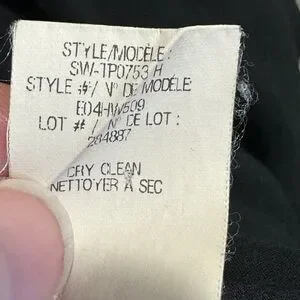 STYLE/MODÈLE :
SW-TP0753 H
STYLE #/ N° DE MODÈLE
E04HW509
LOT # / N° DE LOT :
284887
DRY CLEAN
NETTOYER A SEC